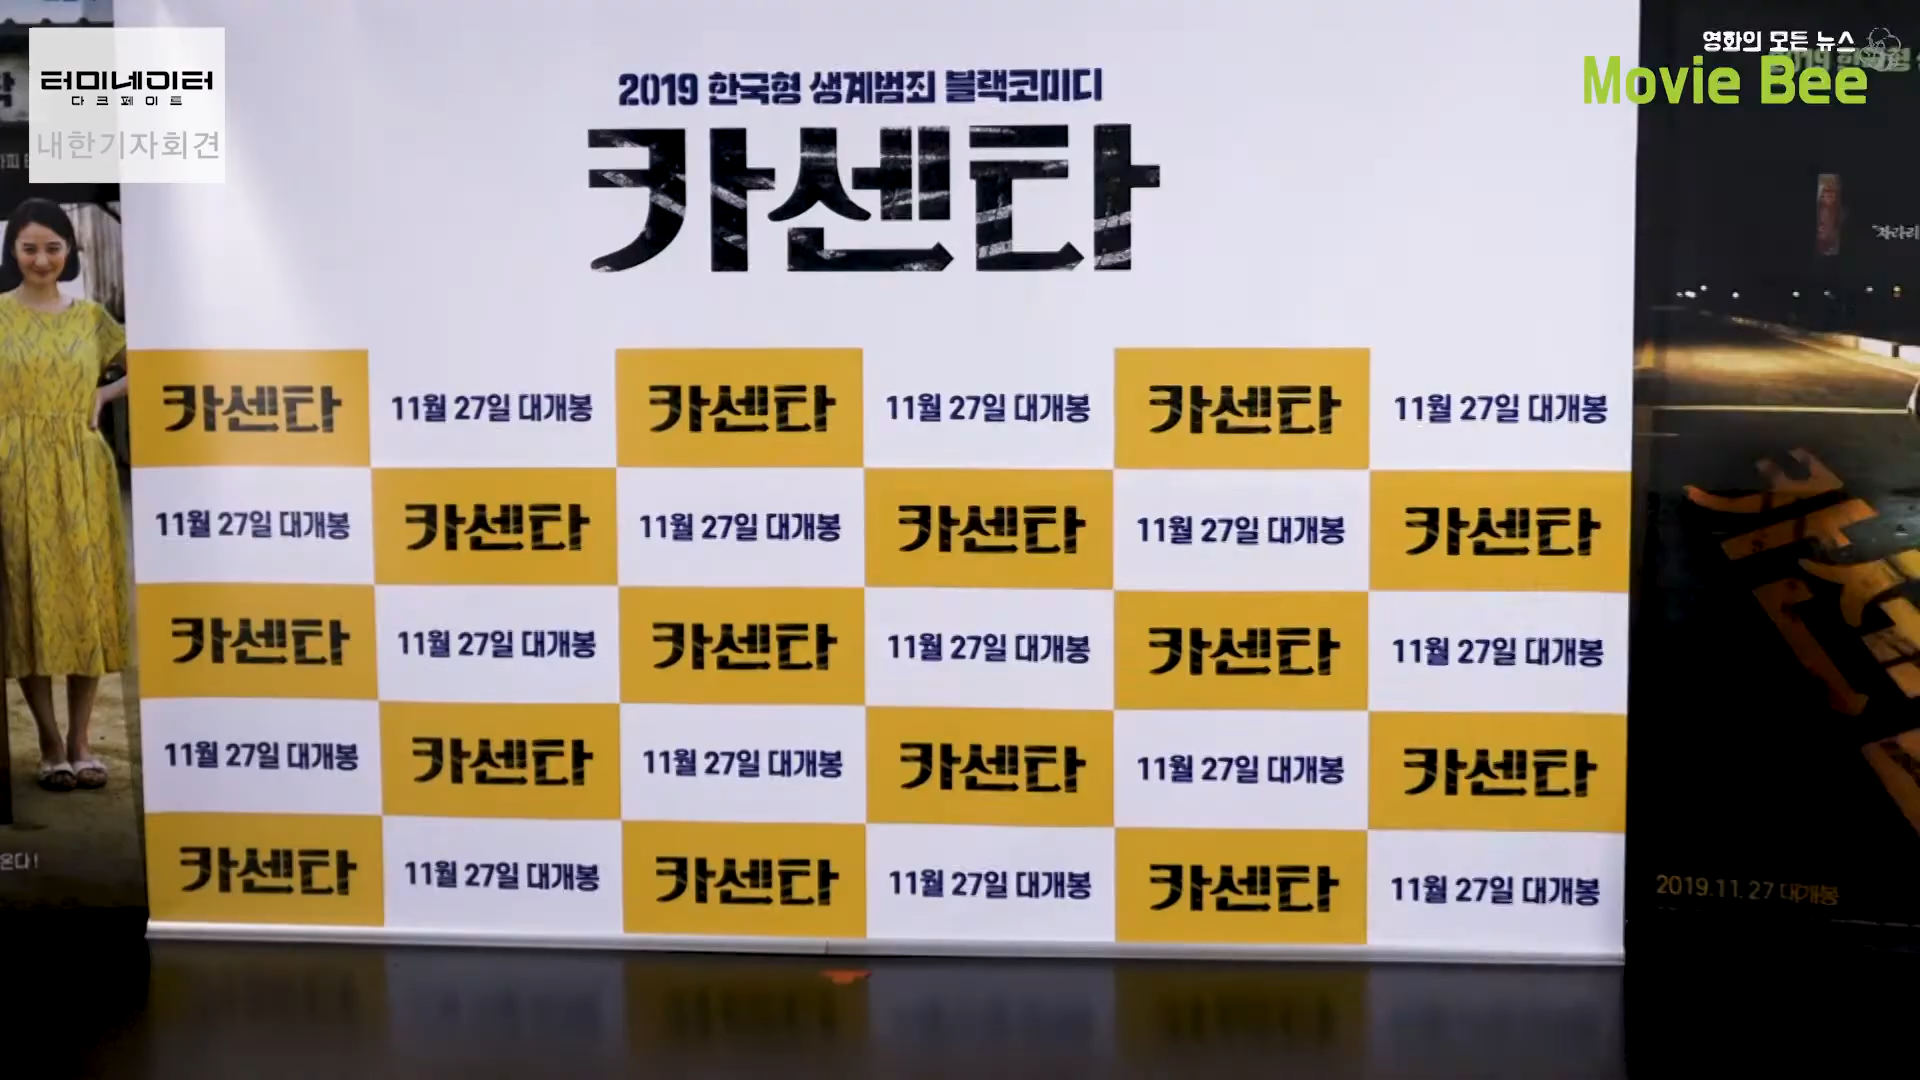 터미네이터
다크페이트
내한기자회견
영화의 모든 뉴스
Movie Bee
2019 한국형 생계범죄 블랙코미디
카센타
"차라리
카센타 11월 27일 대개봉 카센타 11월 27일 대개봉 카센타 11월 27일 대개봉
11월 27일 대개봉 카센타 11월 27일 대개봉 카센타 11월 27일 대개봉 카센타
카센타 11월 27일 대개봉 카센타 11월 27일 대개봉 카센타 11월 27일 대개봉
11월 27일 대개봉 카센타 11월 27일 대개봉 카센타 11월 27일 대개봉 카센타
카센타 11월 27일 대개봉 카센타 11월 27일 대개봉 카센타 11월 27일 대개봉
온다!
2019.11.27 대개봉